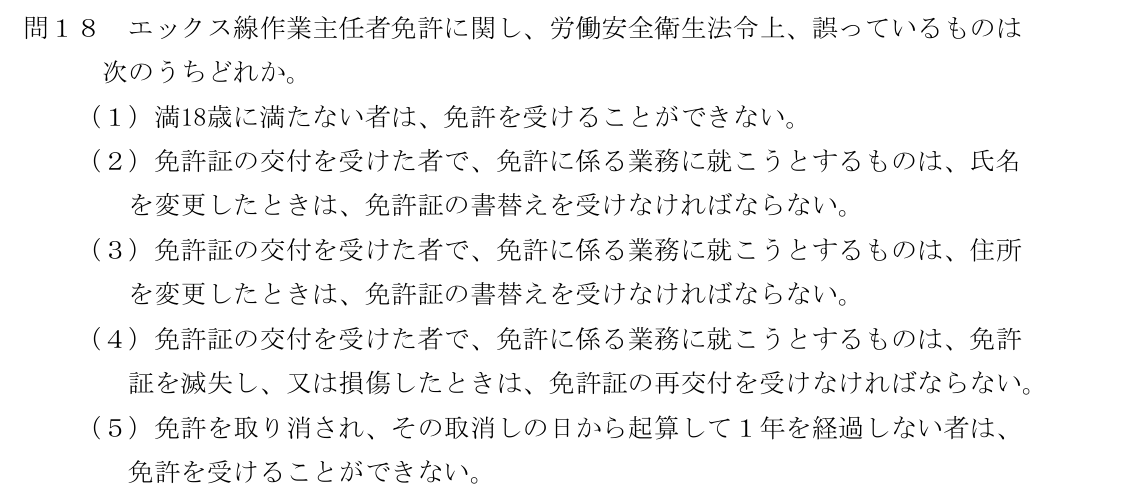 問１８　エックス線作業主任者免許に関し、労働安全衛生法令上、誤っているものは
次のうちどれか。
（１）満18歳に満たない者は、免許を受けることができない。
（２）免許証の交付を受けた者で、免許に係る業務に就こうとするものは、氏名
を変更したときは、免許証の書替えを受けなければならない。
（３）免許証の交付を受けた者で、免許に係る業務に就こうとするものは、住所
を変更したときは、免許証の書替えを受けなければならない。
（４）免許証の交付を受けた者で、免許に係る業務に就こうとするものは、免許
証を滅失し、又は損傷したときは、免許証の再交付を受けなければならない。
（５）免許を取り消され、その取消しの日から起算して１年を経過しない者は、
免許を受けることができない。